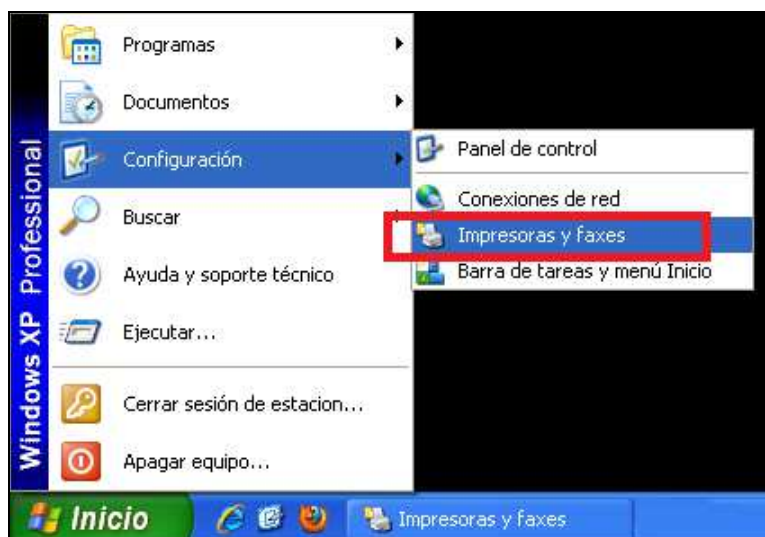 Windows XP Professional
Programas
Documentos
Configuración
Buscar
Ayuda y soporte técnico
Ejecutar...
Cerrar sesión de estacion...
Apagar equipo...
Panel de control
Conexiones de red
Impresoras y faxes
Barra de tareas y menú Inicio
Inicio
Impresoras y faxes